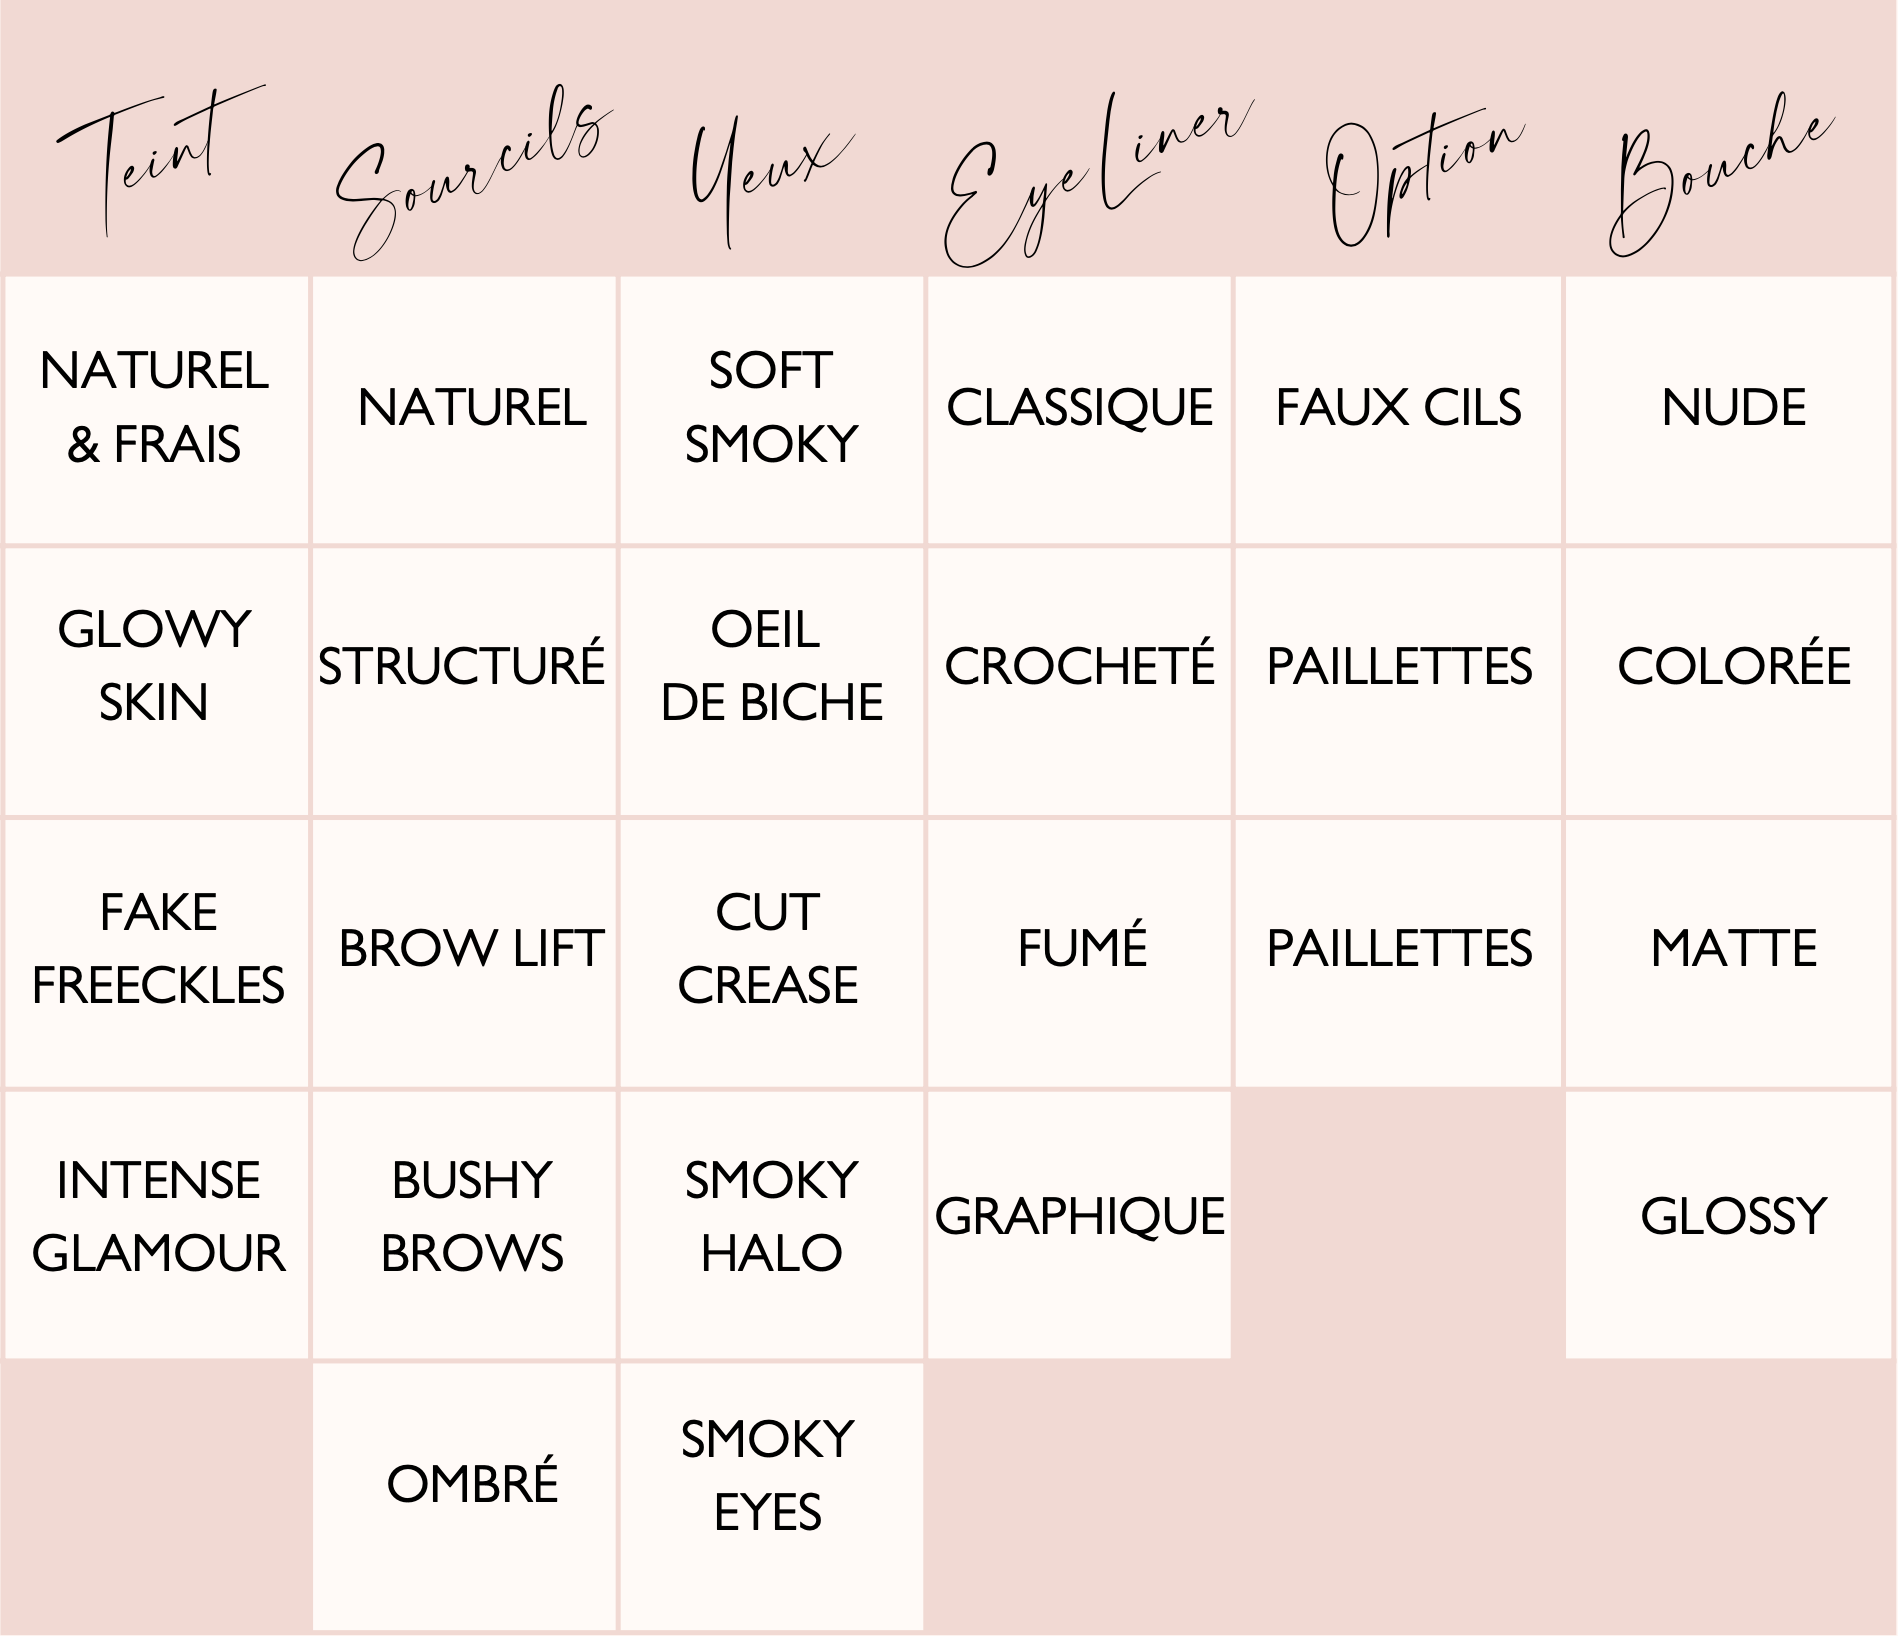 Teint Sourcils Yeux Eye Liner Option Bouche
NATUREL
& FRAIS
NATUREL
SOFT
SMOKY
CLASSIQUE
FAUX CILS
NUDE
GLOWY
SKIN
STRUCTURÉ
OEIL
DE BICHE
CROCHETÉ
PAILLETTES
COLORÉE
FAKE
FREECKLES
BROW LIFT
CUT
CREASE
FUMÉ
PAILLETTES
MATTE
INTENSE
GLAMOUR
BUSHY
BROWS
SMOKY
HALO
GRAPHIQUE
GLOSSY
OMBRÉ
SMOKY
EYES